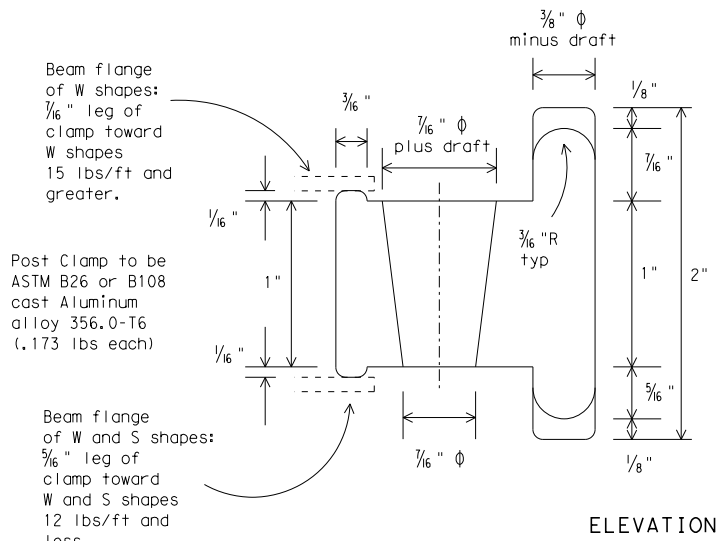 Beam flange
of W shapes:
7/16" leg of
clamp toward
W shapes
15 lbs/ft and
greater.
3/16"
7/16" ϕ
plus draft
3/8" ϕ
minus draft
1/8"
7/16"
1/16"
3/16"R
typ
Post Clamp to be
ASTM B26 or B108
cast Aluminum
alloy 356.0-T6
(.173 lbs each)
1"
1"
2"
1/16"
5/16"
Beam flange
of W and S shapes:
5/16" leg of
clamp toward
W and S shapes
12 lbs/ft and
7/16" ϕ
1/8"
ELEVATION